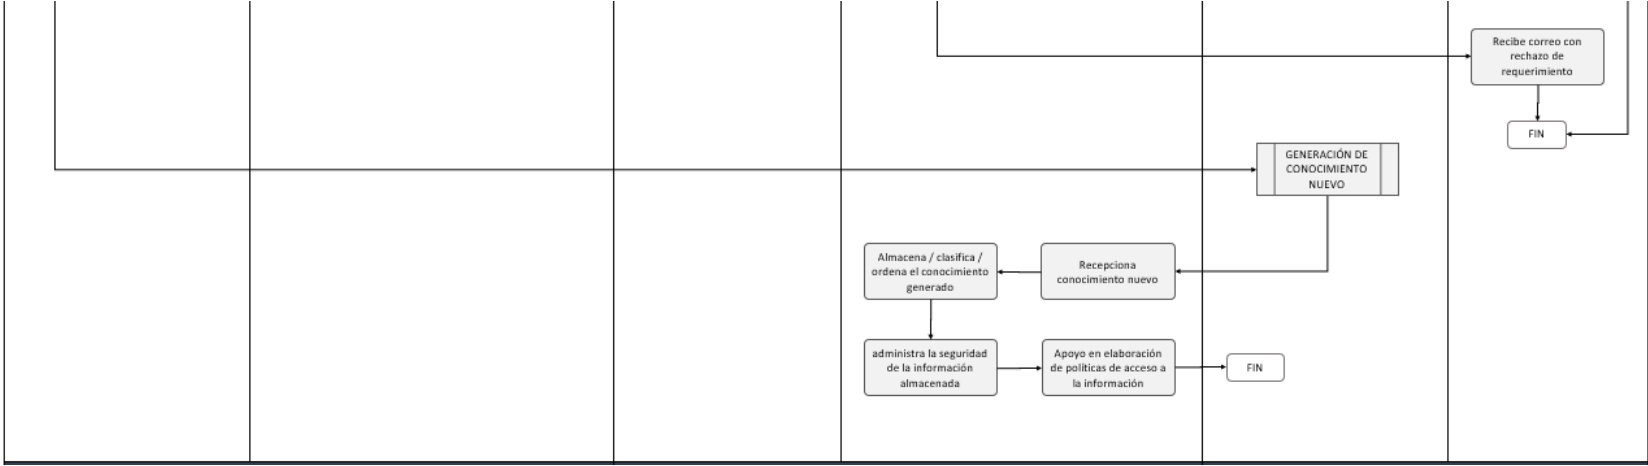 Recibe correo con
rechazo de
requerimiento
FIN
GENERACIÓN DE
CONOCIMIENTO
NUEVO
Almacena / clasifica /
ordena el conocimiento
generado
Recepciona
conocimiento nuevo
administra la seguridad
de la información
almacenada
Apoyo en elaboración
de políticas de acceso a
la información
FIN